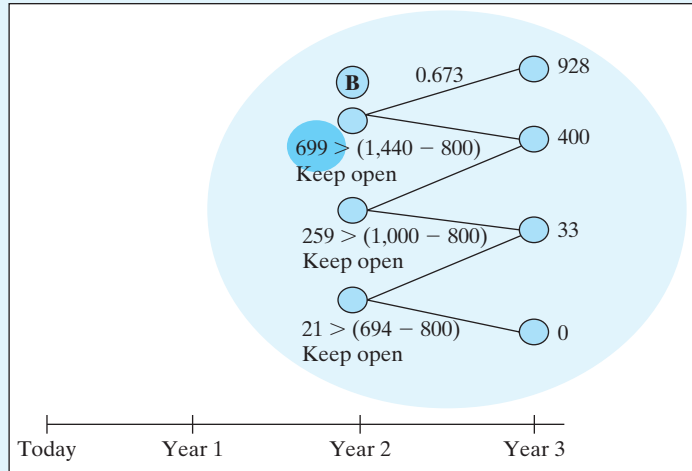 B
0.673
928
699 > (1,440 − 800)
Keep open
400
259 > (1,000 − 800)
Keep open
33
21 > (694 − 800)
Keep open
0
Today
Year 1
Year 2
Year 3